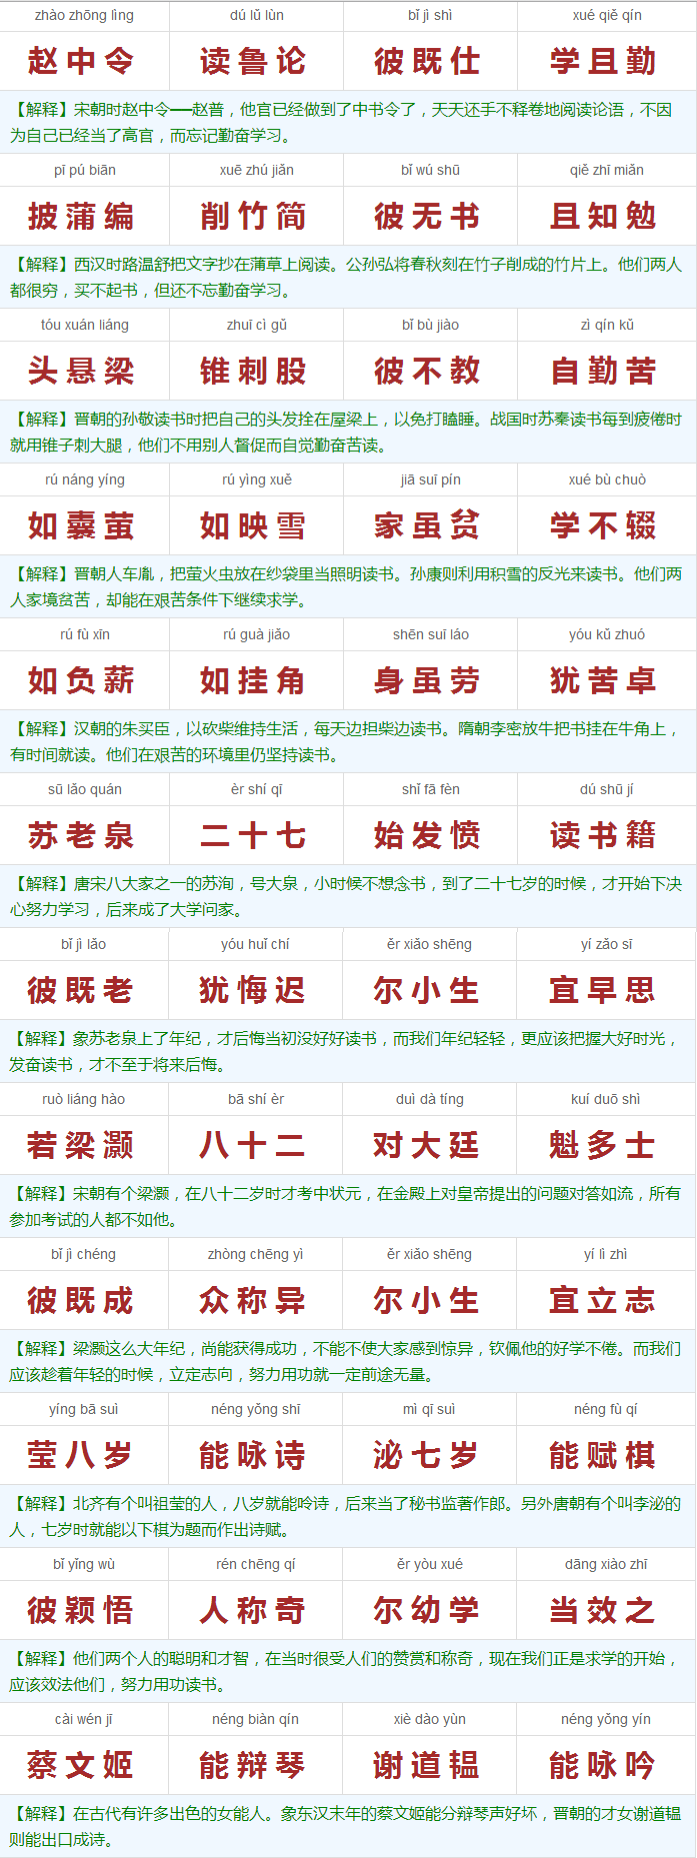 zhào zhōng lìng dú lǔ lùn bǐ jì shì xué qiě qín
赵中令 读鲁论 彼既仕 学且勤
【解释】宋朝时赵中令──赵普，他官已经做到了中书令了，天天还手不释卷地阅读论语，不因
为自己已经当了高官，而忘记勤奋学习。
pī pú biān xuē zhú jiǎn bǐ wú shū qiě zhī miǎn
披蒲编 削竹简 彼无书 且知勉
【解释】西汉时路温舒把文字抄在蒲草上阅读。公孙弘将春秋刻在竹子削成的竹片上。他们两人
都很穷，买不起书，但还不忘勤奋学习。
tóu xuán liáng zhuī cì gǔ bǐ bù jiào zì qín kǔ
头悬梁 锥刺股 彼不教 自勤苦
【解释】晋朝的孙敬读书时把自己的头发拴在屋梁上，以免打瞌睡。战国时苏秦读书每到疲倦时
就用锥子刺大腿，他们不用别人督促而自觉勤奋苦读。
rú náng yíng rú yìng xuě jiā suī pín xué bù chuò
如囊萤 如映雪 家虽贫 学不辍
【解释】晋朝人车胤，把萤火虫放在纱袋里当照明读书。孙康则利用积雪的反光来读书。他们两
人家境贫苦，却能在艰苦条件下继续求学。
rú fù xīn rú guà jiǎo shēn suī láo yóu kǔ zhuó
如负薪 如挂角 身虽劳 犹苦卓
【解释】汉朝的朱买臣，以砍柴维持生活，每天边担柴边读书。隋朝李密放牛把书挂在牛角上，
有时间就读。他们在艰苦的环境里仍坚持读书。
sū lǎo quán èr shí qī shǐ fā fèn dú shū jí
苏老泉 二十七 始发愤 读书籍
【解释】唐宋八大家之一的苏洵，号大泉，小时候不想念书，到了二十七岁的时候，才开始下决
心努力学习，后来成了大学问家。
bǐ jì lǎo yóu huǐ chí ěr xiǎo shēng yí zǎo sī
彼既老 犹悔迟 尔小生 宜早思
【解释】象苏老泉上了年纪，才后悔当初没好好读书，而我们年纪轻轻，更应该把握大好时光，
发奋读书，才不至于将来后悔。
ruò liáng hào bā shí èr duì dà tíng kuí duō shì
若梁灏 八十二 对大廷 魁多士
【解释】宋朝有个梁灏，在八十二岁时才考中状元，在金殿上对皇帝提出的问题对答如流，所有
参加考试的人都不如他。
bǐ jì chéng zhòng chēng yì ěr xiǎo shēng yí lì zhì
彼既成 众称异 尔小生 宜立志
【解释】梁灏这么大年纪，尚能获得成功，不能不使大家感到惊异，钦佩他的好学不倦。而我们
应该趁着年轻的时候，立定志向，努力用功就一定前途无量。
yíng bā suì néng yǒng shī mì qī suì néng fù qí
莹八岁 能咏诗 泌七岁 能赋棋
【解释】北齐有个叫祖莹的人，八岁就能吟诗，后来当了秘书监著作郎。另外唐朝有个叫李泌的
人，七岁时就能以下棋为题而作出诗赋。
bǐ yǐng wù rén chēng qí ěr yòu xué dāng xiào zhī
彼颖悟 人称奇 尔幼学 当效之
【解释】他们两个人的聪明和才智，在当时很受人们的赞赏和称奇，现在我们正是求学的开始，
应该效法他们，努力用功读书。
cài wén jī néng biàn qín xiè dào yùn néng yǒng yín
蔡文姬 能辩琴 谢道韫 能咏吟
【解释】在古代有许多出色的女能人。象东汉末年的蔡文姬能分辩琴声好坏，晋朝的才女谢道韫
则能出口成诗。